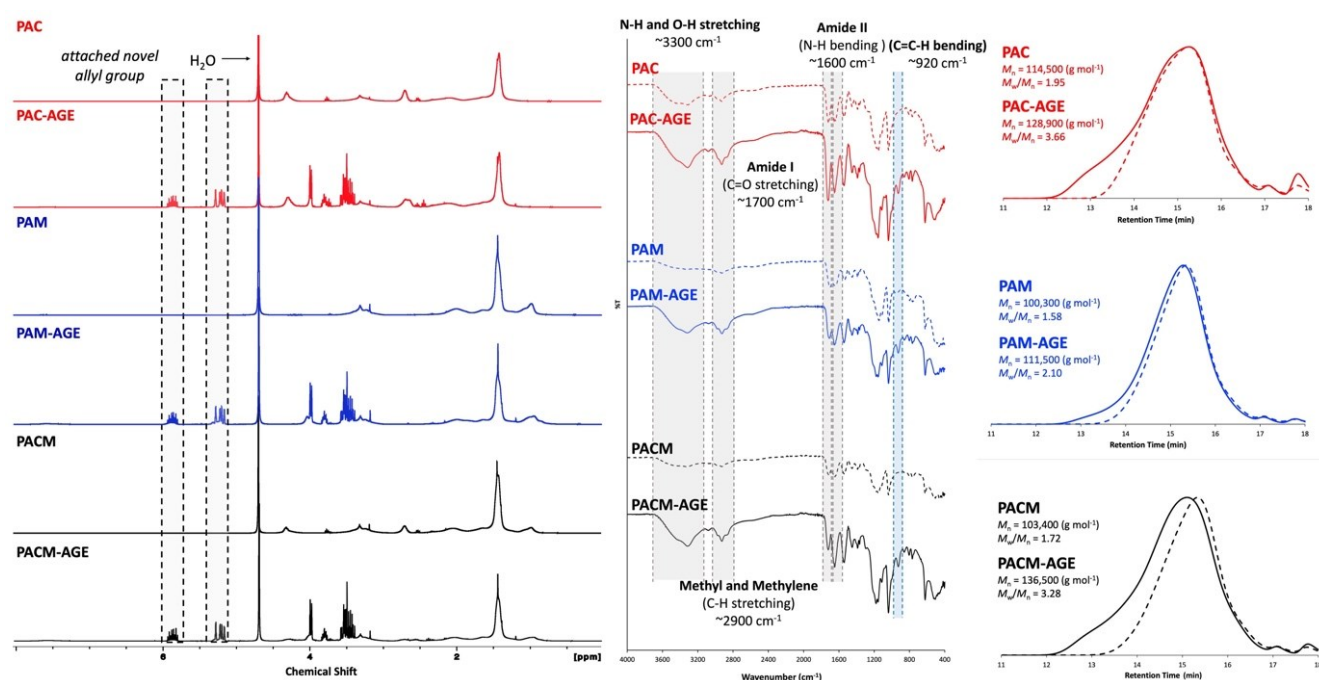 PAC
attached novel
allyl group
H₂O
PAC-AGE
PAM
PAM-AGE
PACM
PACM-AGE
6
4
2
[ppm]
Chemical Shift
N-H and O-H stretching
~3300 cm⁻¹
Amide II
(N-H bending )
~1600 cm⁻¹
(C=C-H bending)
~920 cm⁻¹
PAC
PAC-AGE
Amide I
(C=O stretching)
~1700 cm⁻¹
PAM
PAM-AGE
%T
PACM
PACM-AGE
Methyl and Methylene
(C-H stretching)
~2900 cm⁻¹
4000 3600 3200 2800 2400 2000 1600 1200 800 400
Wavenumber (cm⁻¹)
PAC
Mn = 114,500 (g mol⁻¹)
Mw/Mn = 1.95
PAC-AGE
Mn = 128,900 (g mol⁻¹)
Mw/Mn = 3.66
11 12 13 14 15 16 17 18
Retention Time (min)
PAM
Mn = 100,300 (g mol⁻¹)
Mw/Mn = 1.58
PAM-AGE
Mn = 111,500 (g mol⁻¹)
Mw/Mn = 2.10
11 12 13 14 15 16 17 18
Retention Time (min)
PACM
Mn = 103,400 (g mol⁻¹)
Mw/Mn = 1.72
PACM-AGE
Mn = 136,500 (g mol⁻¹)
Mw/Mn = 3.28
11 12 13 14 15 16 17 18
Retention Time (min)